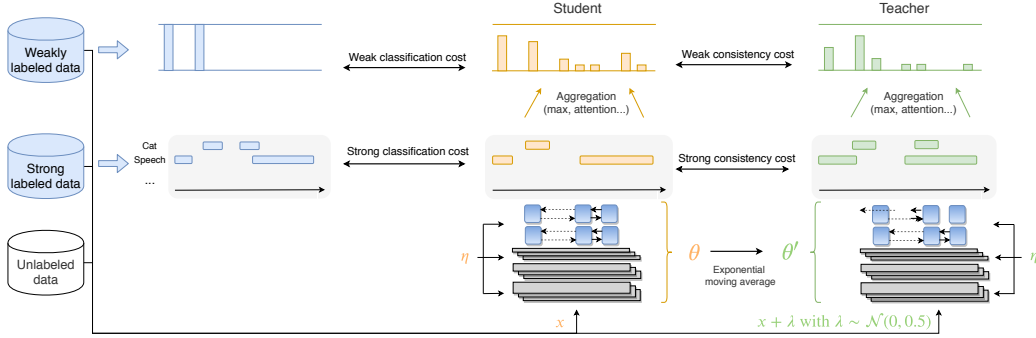 Student
Teacher
Weakly
labeled data
Weak classification cost
Weak consistency cost
Aggregation
(max, attention...)
Aggregation
(max, attention...)
Strong
labeled data
Cat
Speech
...
Strong classification cost
Strong consistency cost
Unlabeled
data
η
θ
Exponential
moving average
θ′
η
x
x + λ with λ ∼ 𝒩(0, 0.5)